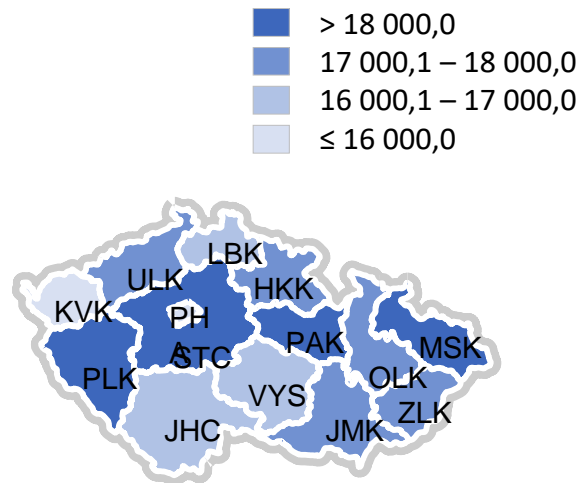 > 18 000,0
17 000,1 – 18 000,0
16 000,1 – 17 000,0
≤ 16 000,0
LBK
ULK
HKK
KVK
PH
A
STC
PAK
MSK
PLK
OLK
VYS
ZLK
JHC
JMK